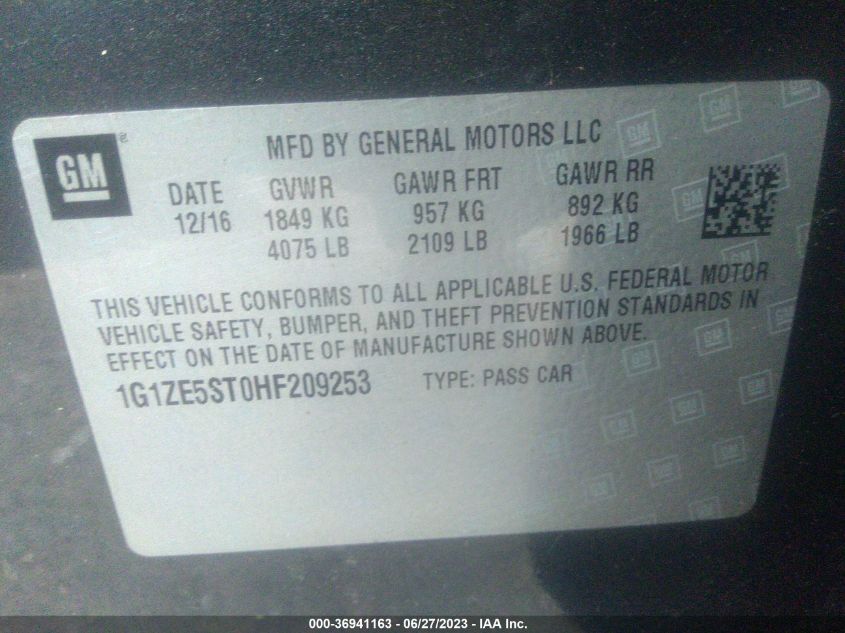 GM
MFD BY GENERAL MOTORS LLC
DATE GVWR GAWR FRT GAWR RR
12/16 1849 KG 957 KG 892 KG
4075 LB 2109 LB 1966 LB
THIS VEHICLE CONFORMS TO ALL APPLICABLE U.S. FEDERAL MOTOR
VEHICLE SAFETY, BUMPER, AND THEFT PREVENTION STANDARDS IN
EFFECT ON THE DATE OF MANUFACTURE SHOWN ABOVE.
1G1ZE5ST0HF209253 TYPE: PASS CAR
000-36941163 - 06/27/2023 - IAA Inc.